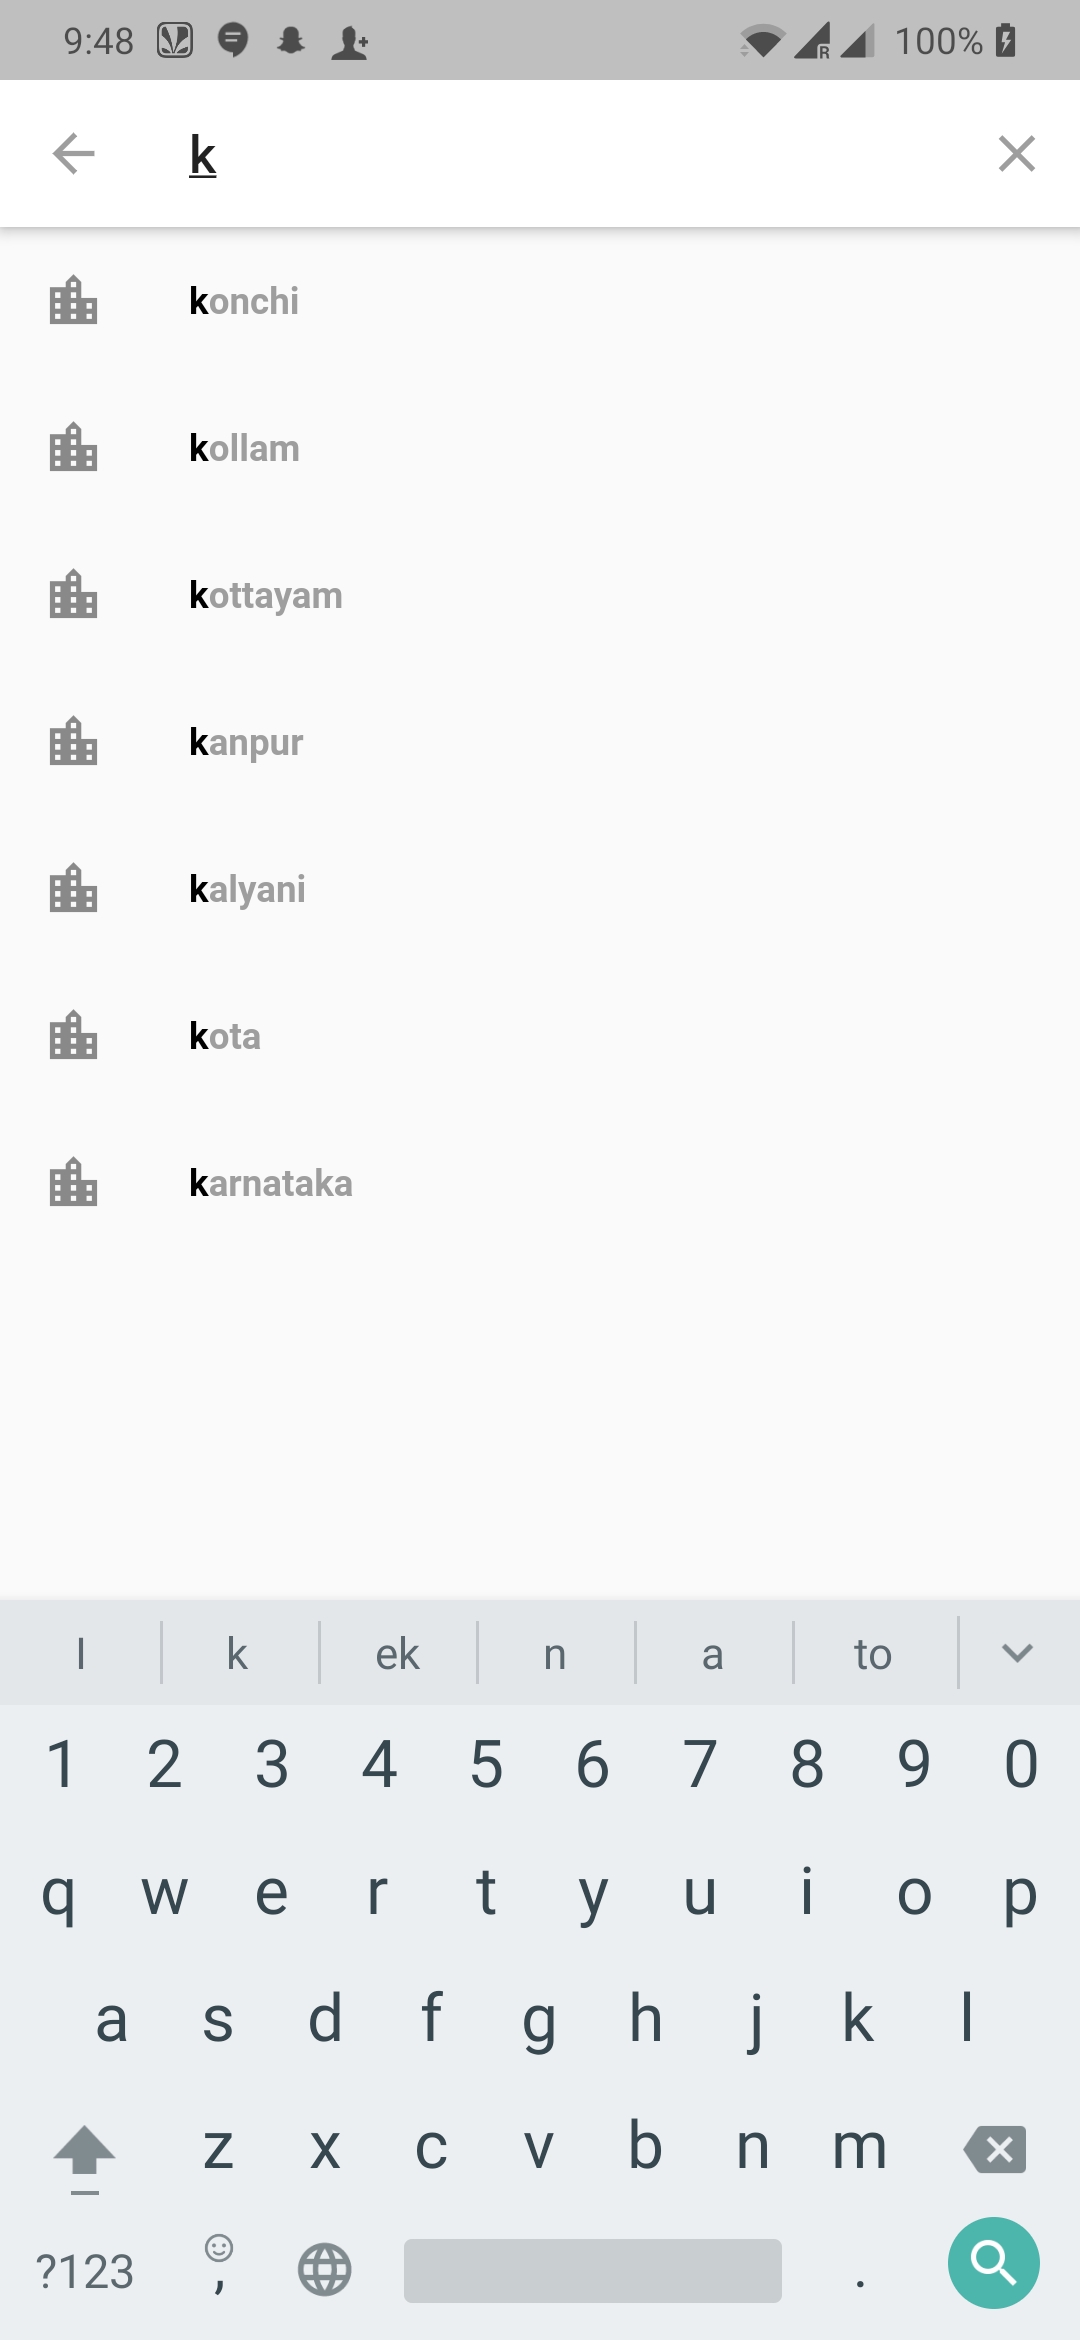 9:48 R 100%
k
konchi
kollam
kottayam
kanpur
kalyani
kota
karnataka
I k ek n a to
1 2 3 4 5 6 7 8 9 0
q w e r t y u i o p
a s d f g h j k l
z x c v b n m
?123 , .